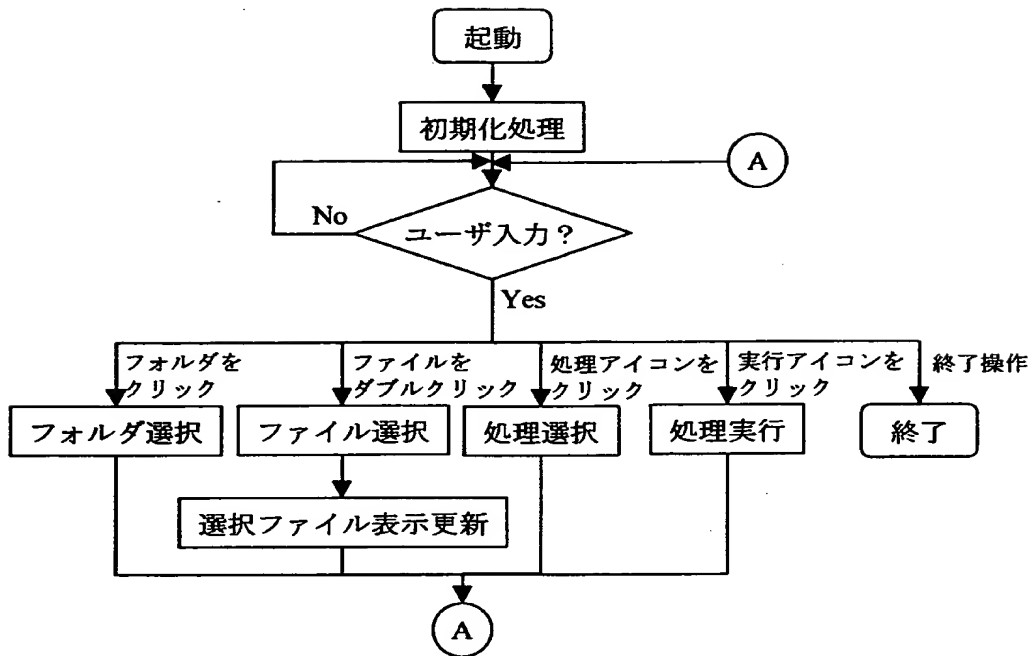 起動
初期化処理
A
No
ユーザ入力？
Yes
フォルダを
クリック
ファイルを
ダブルクリック
処理アイコンを
クリック
実行アイコンを
クリック
終了操作
フォルダ選択
ファイル選択
処理選択
処理実行
終了
選択ファイル表示更新
A